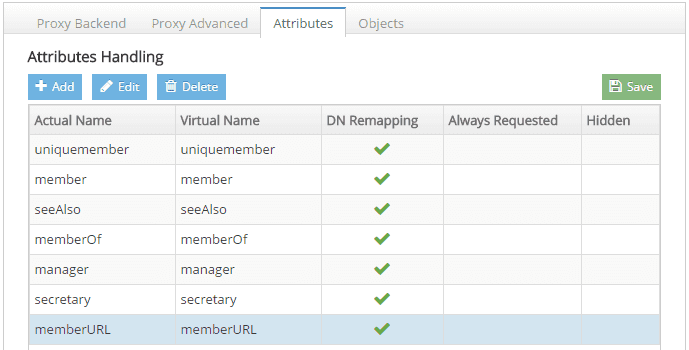 Proxy Backend Proxy Advanced Attributes Objects
Attributes Handling
Add Edit Delete Save
Actual Name Virtual Name DN Remapping Always Requested Hidden
uniquemember uniquemember
member member
seeAlso seeAlso
memberOf memberOf
manager manager
secretary secretary
memberURL memberURL